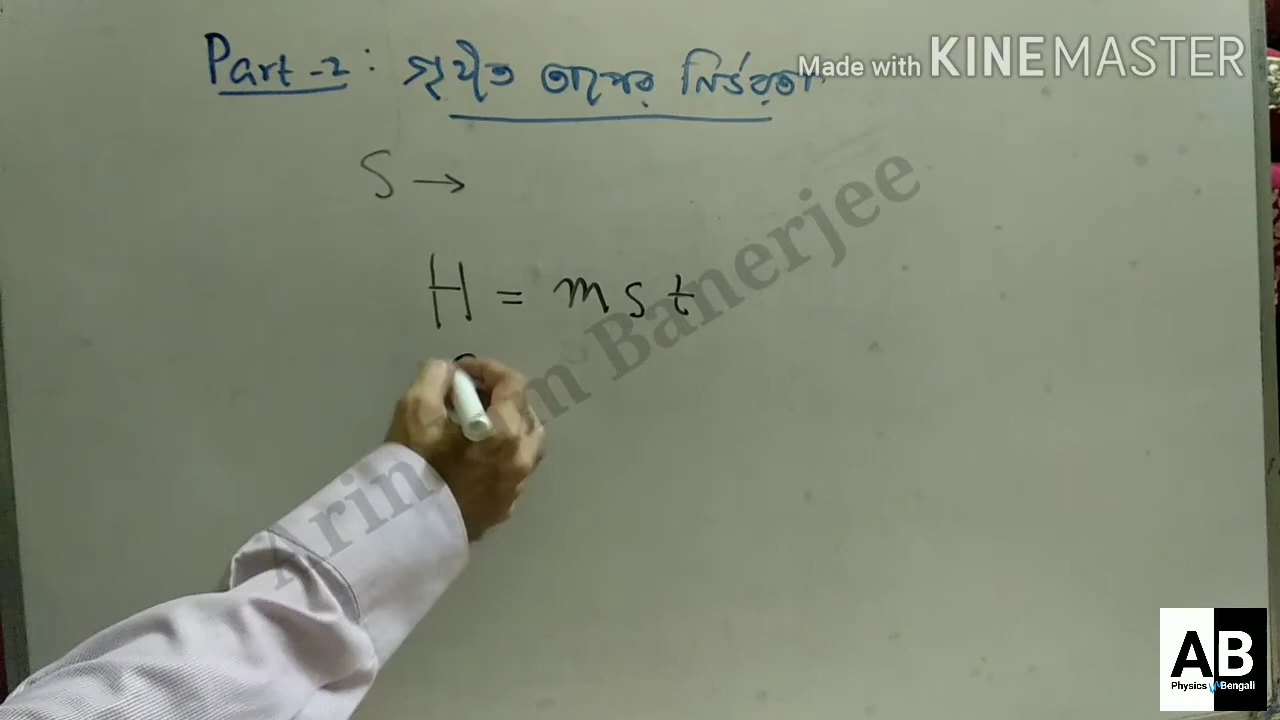 Part-2: গৃহীত তাপের নির্ভরতা
Made with KINEMASTER
S →
H = m s t
Arindam Banerjee
AB
Physics in Bengali